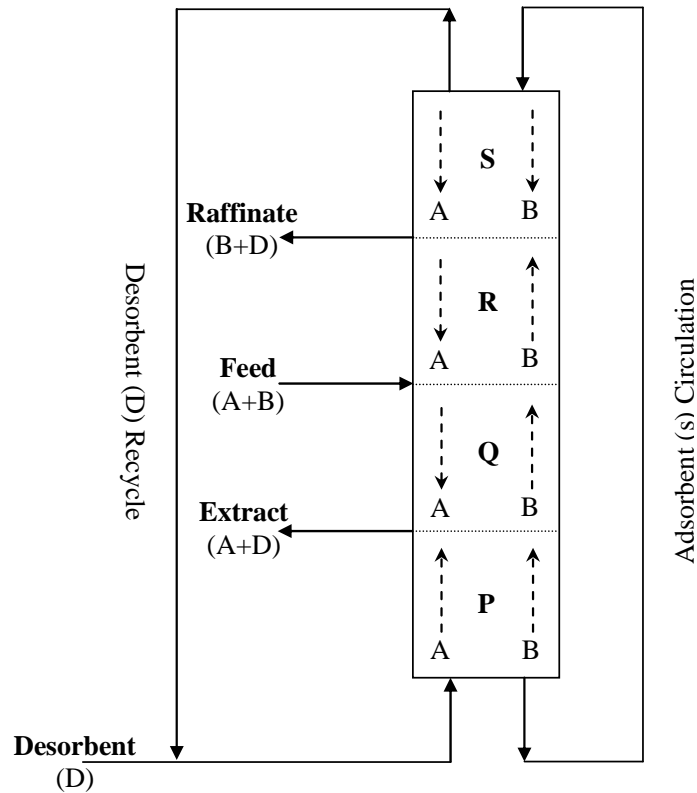 S
A B
Raffinate
(B+D)
R
A B
Feed
(A+B)
Q
A B
Extract
(A+D)
P
A B
Desorbent
(D)
Desorbent (D) Recycle
Adsorbent (s) Circulation